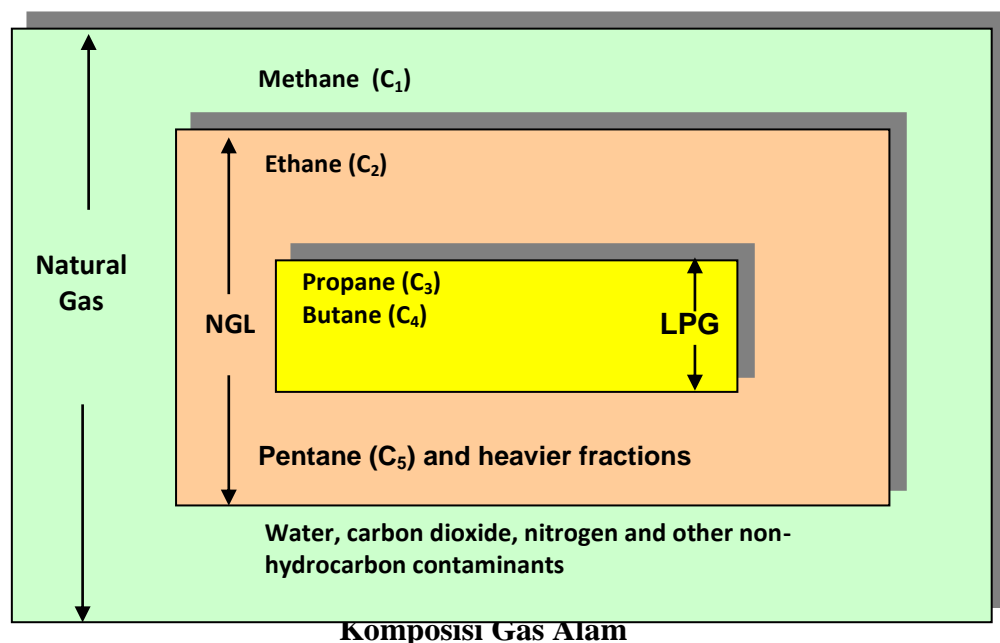 Methane (C₁)
Ethane (C₂)
Natural
Gas
Propane (C₃)
Butane (C₄)
NGL
LPG
Pentane (C₅) and heavier fractions
Water, carbon dioxide, nitrogen and other non-
hydrocarbon contaminants
Komposisi Gas Alam